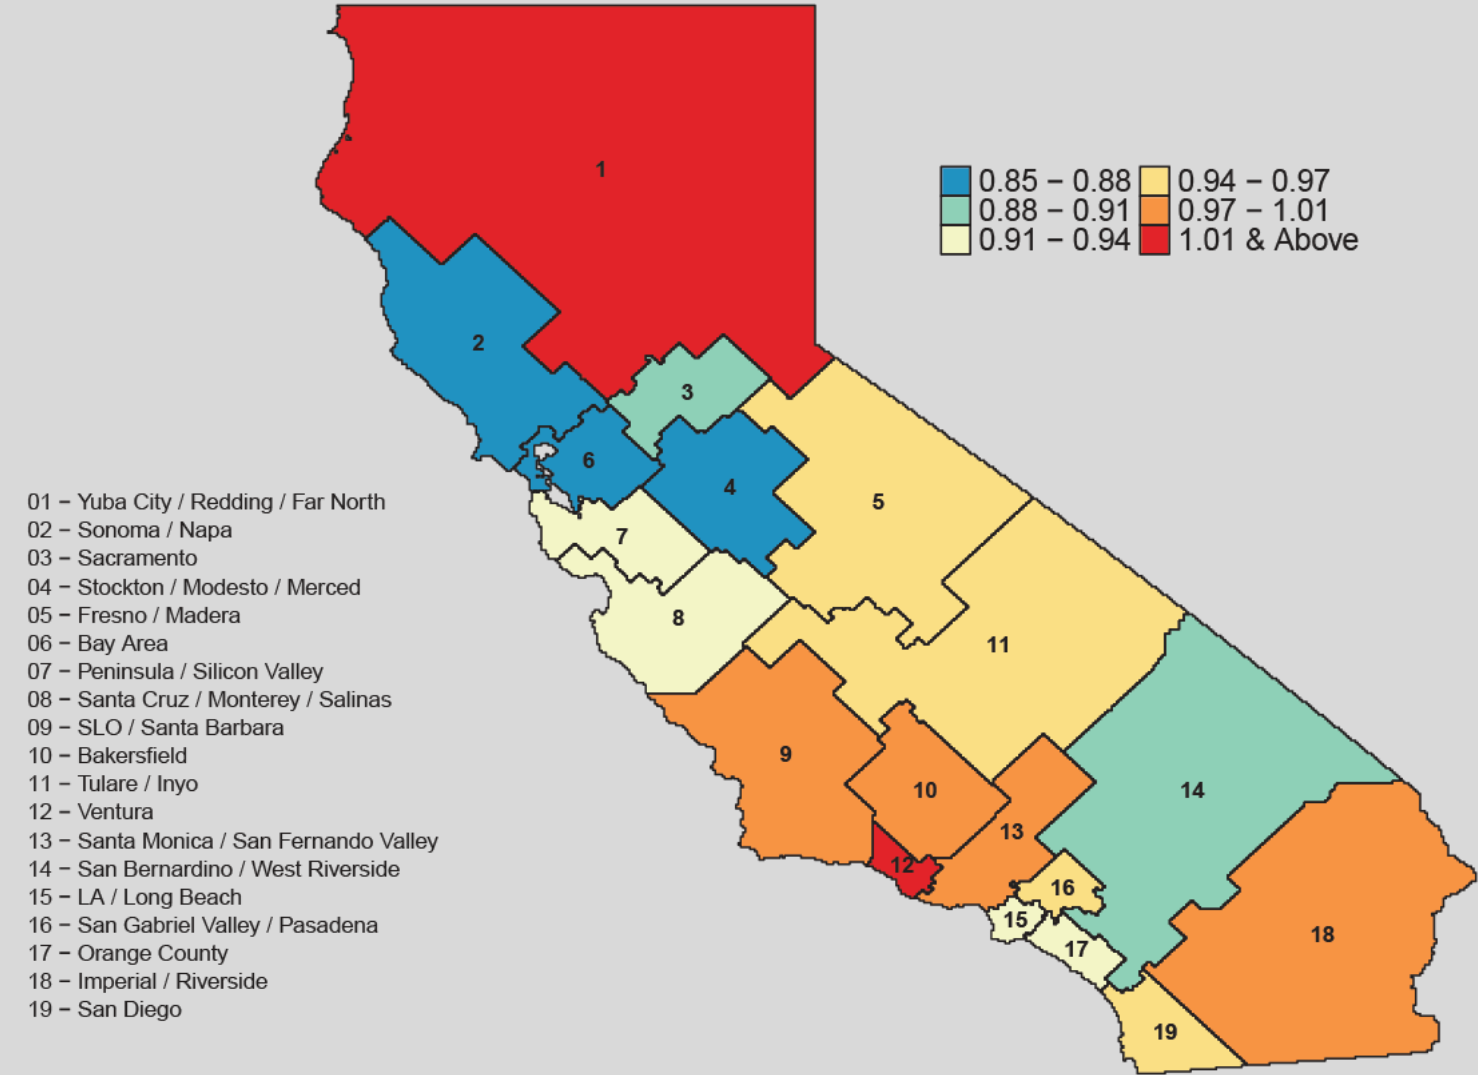 1
0.85 − 0.88 0.94 − 0.97
0.88 − 0.91 0.97 − 1.01
0.91 − 0.94 1.01 & Above
2
3
6
4
5
7
8
11
9
10
14
13
12
16
15
17
18
19
01 − Yuba City / Redding / Far North
02 − Sonoma / Napa
03 − Sacramento
04 − Stockton / Modesto / Merced
05 − Fresno / Madera
06 − Bay Area
07 − Peninsula / Silicon Valley
08 − Santa Cruz / Monterey / Salinas
09 − SLO / Santa Barbara
10 − Bakersfield
11 − Tulare / Inyo
12 − Ventura
13 − Santa Monica / San Fernando Valley
14 − San Bernardino / West Riverside
15 − LA / Long Beach
16 − San Gabriel Valley / Pasadena
17 − Orange County
18 − Imperial / Riverside
19 − San Diego